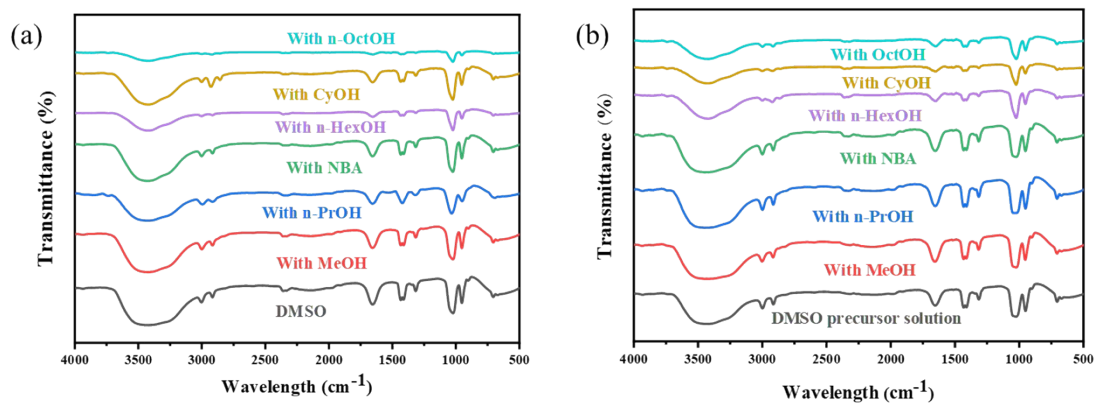 (a)
Transmittance (%)
With n-OctOH
With CyOH
With n-HexOH
With NBA
With n-PrOH
With MeOH
DMSO
4000 3500 3000 2500 2000 1500 1000 500
Wavelength (cm-1)
(b)
Transmittance (%)
With OctOH
With CyOH
With n-HexOH
With NBA
With n-PrOH
With MeOH
DMSO precursor solution
4000 3500 3000 2500 2000 1500 1000 500
Wavelength (cm-1)